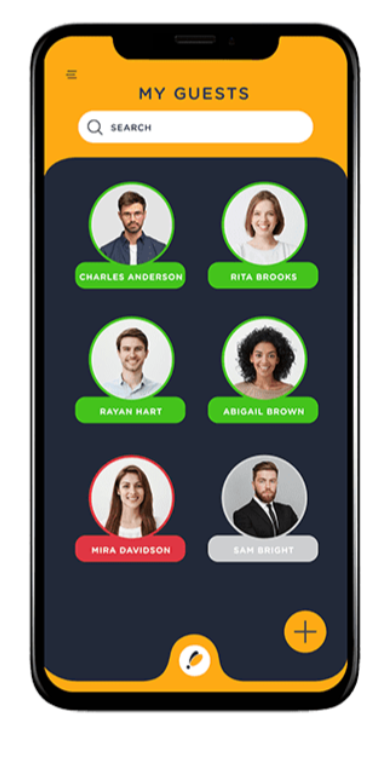 MY GUESTS
SEARCH
CHARLES ANDERSON
RITA BROOKS
RAYAN HART
ABIGAIL BROWN
MIRA DAVIDSON
SAM BRIGHT